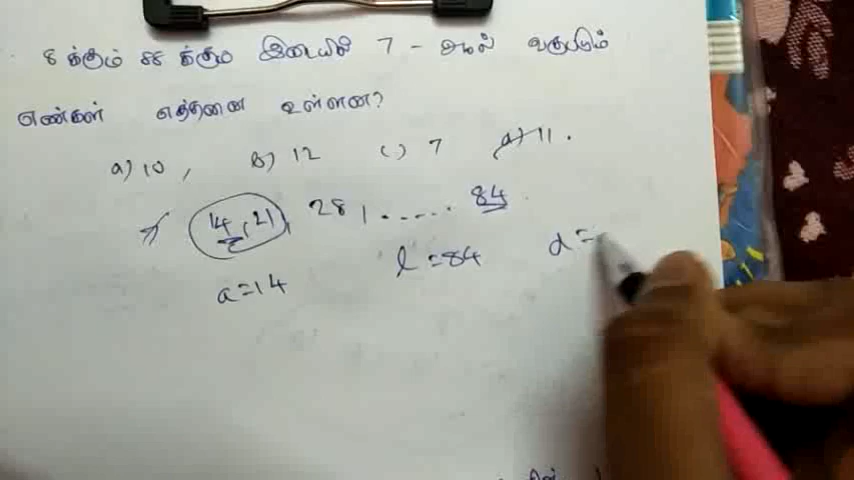 8 க்கும் 88 க்கும் இடையில் 7 - ஆல் வகுபடும்
எண்கள் எத்தனை உள்ளன?
a) 10 , b) 12 c) 7 d) 11 .
14, 21, 28, ..... 84
a=14 l=84 d=